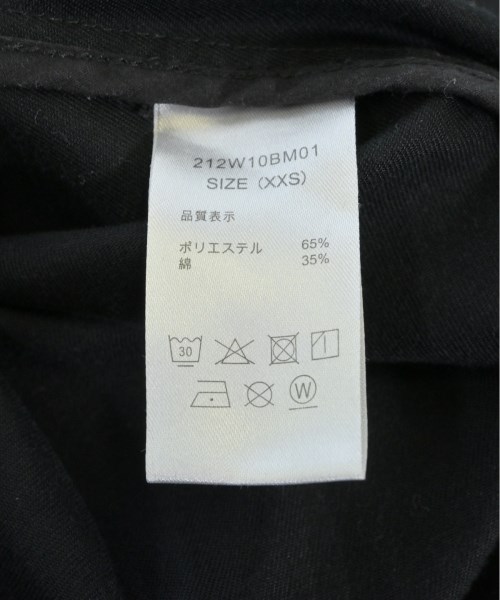 212W10BM01
SIZE (XXS)
品質表示
ポリエステル 65%
綿 35%
30
W